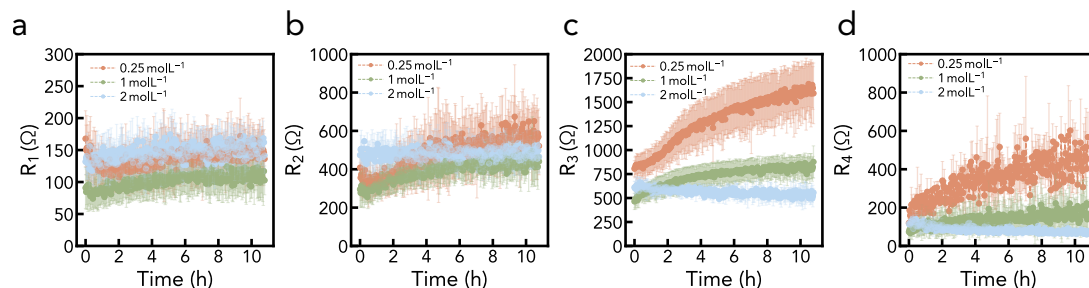 a
R₁ (Ω)
300
250
200
150
100
50
0
0.25 molL⁻¹
1 molL⁻¹
2 molL⁻¹
0 2 4 6 8 10
Time (h)
b
R₂ (Ω)
1000
800
600
400
200
0
0.25 molL⁻¹
1 molL⁻¹
2 molL⁻¹
0 2 4 6 8 10
Time (h)
c
R₃ (Ω)
2000
1750
1500
1250
1000
750
500
250
0
0.25 molL⁻¹
1 molL⁻¹
2 molL⁻¹
0 2 4 6 8 10
Time (h)
d
R₄ (Ω)
1000
800
600
400
200
0
0.25 molL⁻¹
1 molL⁻¹
2 molL⁻¹
0 2 4 6 8 10
Time (h)